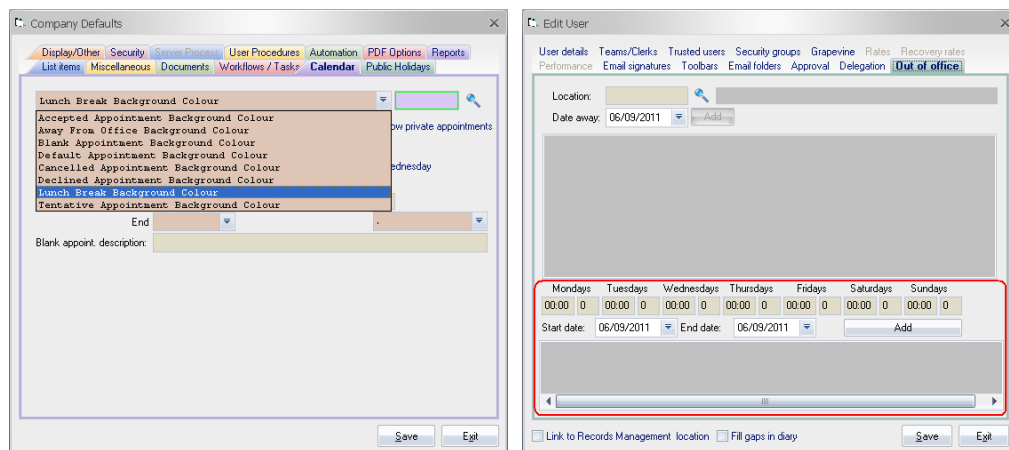 Company Defaults
Display/Other Security Server Process User Procedures Automation PDF Options Reports
List items Miscellaneous Documents Workflows / Tasks Calendar Public Holidays
Lunch Break Background Colour
Accepted Appointment Background Colour
Away From Office Background Colour
Blank Appointment Background Colour
Default Appointment Background Colour
Cancelled Appointment Background Colour
Declined Appointment Background Colour
Lunch Break Background Colour
Tentative Appointment Background Colour
ow private appointments
ednesday
End
Blank appoint. description:
Save Exit
Edit User
User details Teams/Clerks Trusted users Security groups Grapevine Rates Recovery rates
Performance Email signatures Toolbars Email folders Approval Delegation Out of office
Location:
Date away: 06/09/2011 Add
Mondays Tuesdays Wednesdays Thursdays Fridays Saturdays Sundays
00:00 0 00:00 0 00:00 0 00:00 0 00:00 0 00:00 0 00:00 0
Start date: 06/09/2011 End date: 06/09/2011 Add
Link to Records Management location Fill gaps in diary Save Exit